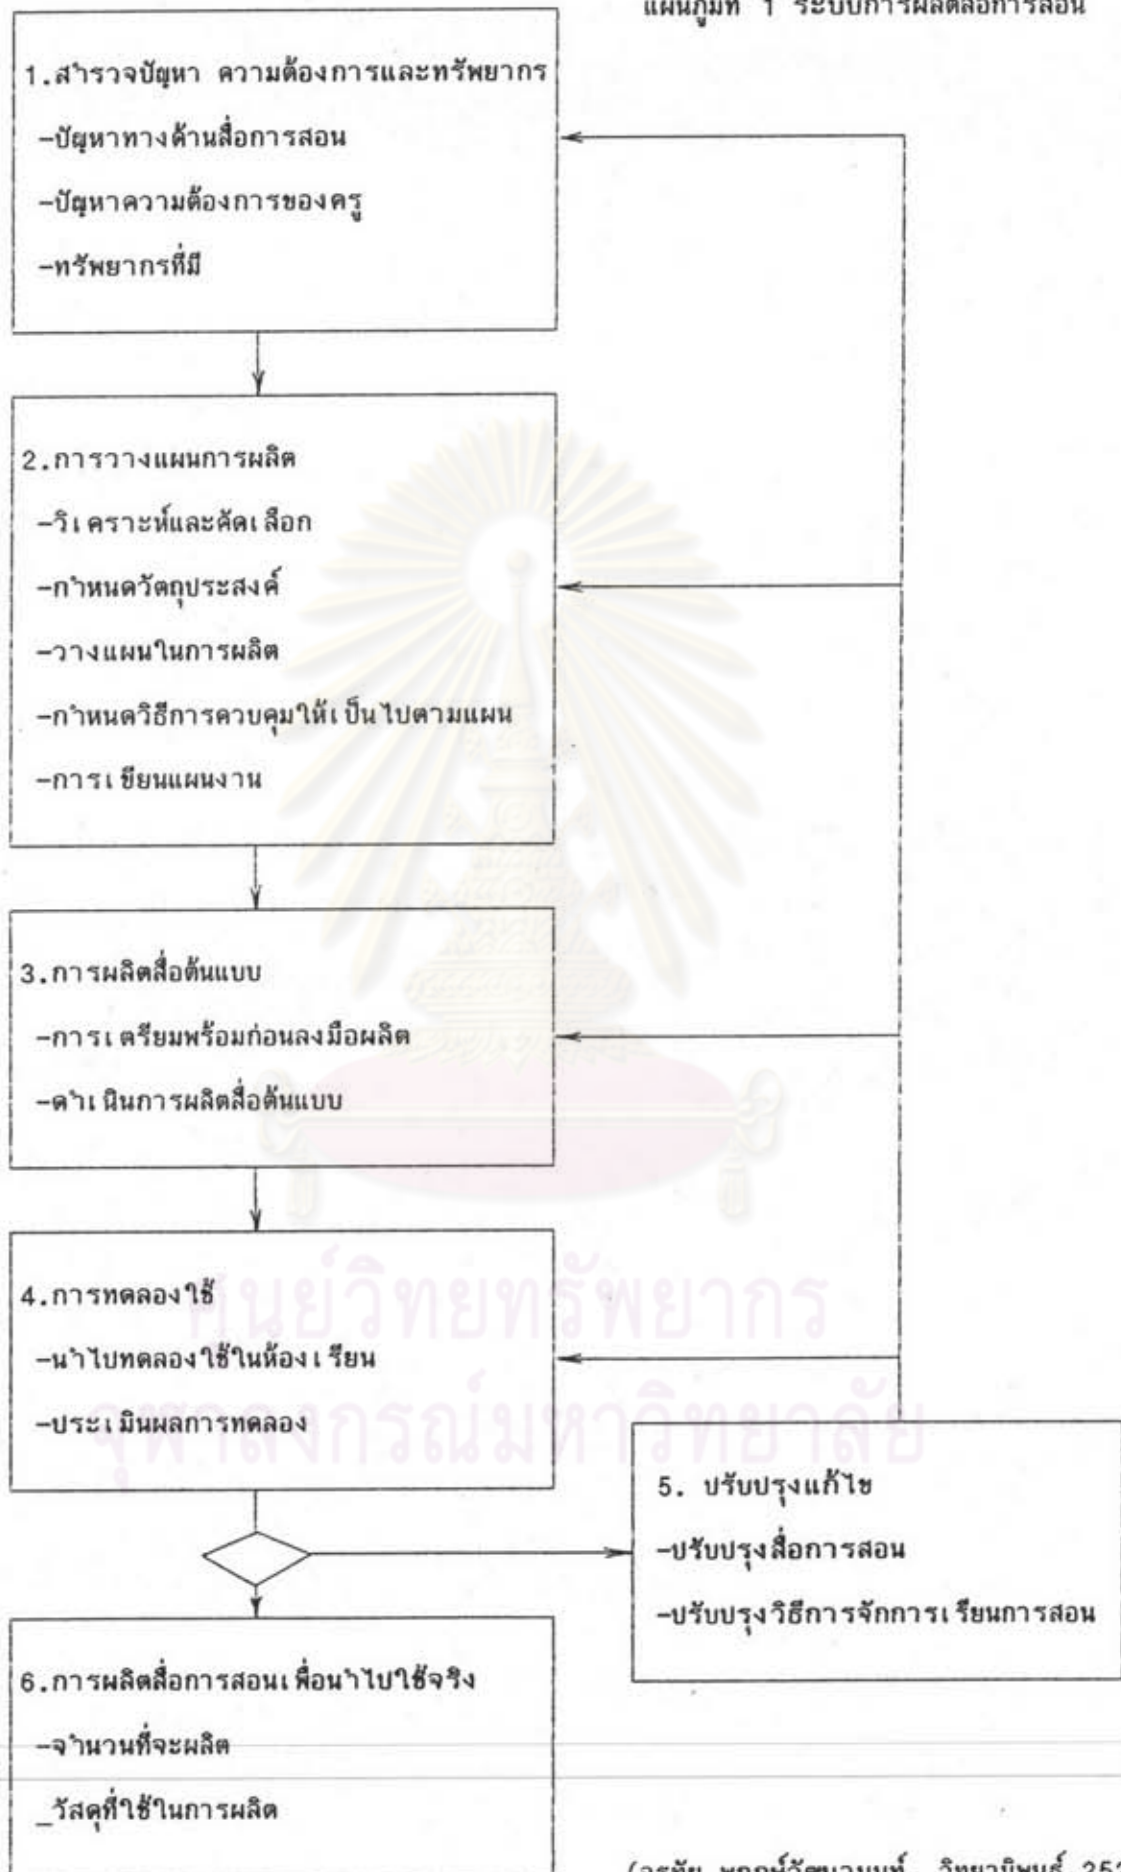 แผนภูมิที่ 1 ระบบการผลิตสื่อการสอน
1.สำรวจปัญหา ความต้องการและทรัพยากร
-ปัญหาทางด้านสื่อการสอน
-ปัญหาความต้องการของครู
-ทรัพยากรที่มี
2.การวางแผนการผลิต
-วิเคราะห์และคัดเลือก
-กำหนดวัตถุประสงค์
-วางแผนในการผลิต
-กำหนดวิธีการควบคุมให้เป็นไปตามแผน
-การเขียนแผนงาน
3.การผลิตสื่อต้นแบบ
-การเตรียมพร้อมก่อนลงมือผลิต
-ดำเนินการผลิตสื่อต้นแบบ
4.การทดลองใช้
-นำไปทดลองใช้ในห้องเรียน
-ประเมินผลการทดลอง
ศูนย์วิทยทรัพยากร
จุฬาลงกรณ์มหาวิทยาลัย
5. ปรับปรุงแก้ไข
-ปรับปรุงสื่อการสอน
-ปรับปรุงวิธีการจัดการเรียนการสอน
6.การผลิตสื่อการสอนเพื่อนำไปใช้จริง
-จำนวนที่จะผลิต
_วัสดุที่ใช้ในการผลิต
วิทยานิพนธ์